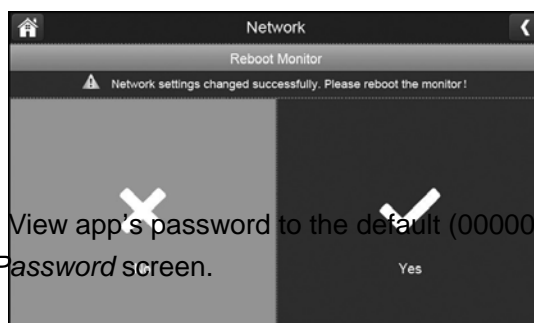 Network
Reboot Monitor
Network settings changed successfully. Please reboot the monitor!
View app's password to the default (00000
Password screen.
Yes